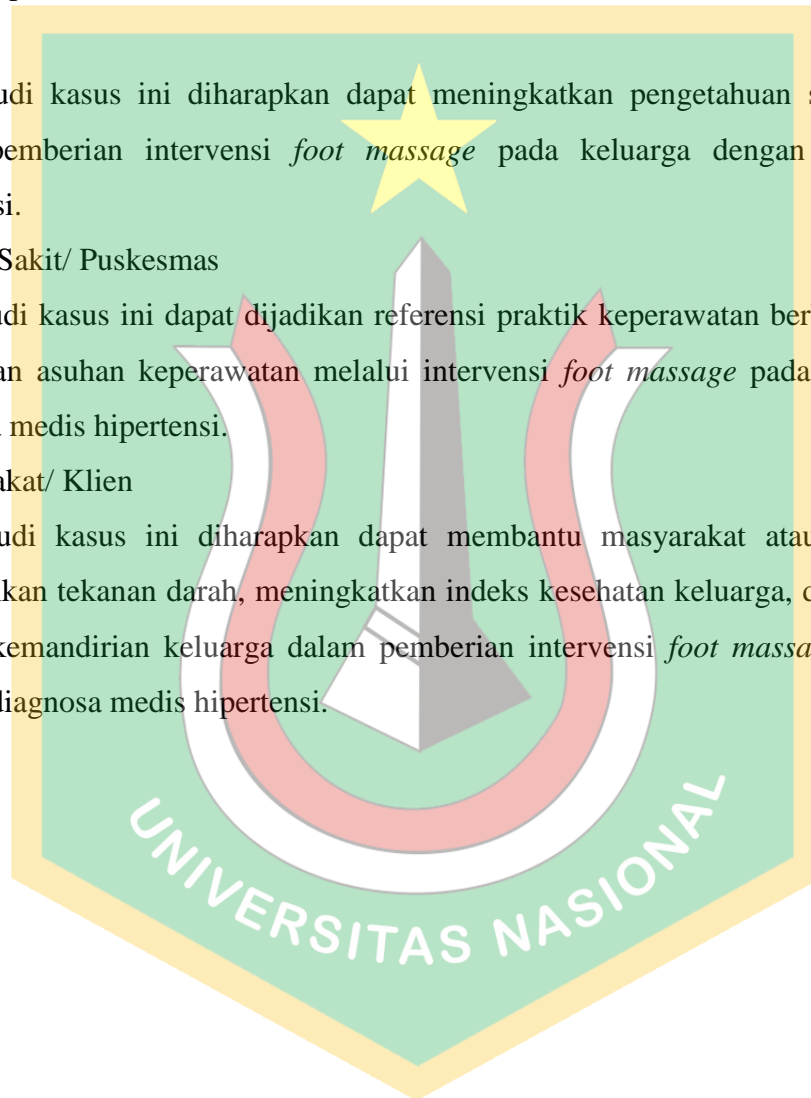 udi kasus ini diharapkan dapat meningkatkan pengetahuan
pemberian intervensi foot massage pada keluarga dengan
si.
Sakit/ Puskesmas
udi kasus ini dapat dijadikan referensi praktik keperawatan ber
an asuhan keperawatan melalui intervensi foot massage pada
medis hipertensi.
akat/ Klien
udi kasus ini diharapkan dapat membantu masyarakat atau
kan tekanan darah, meningkatkan indeks kesehatan keluarga,
kemandirian keluarga dalam pemberian intervensi foot massa
diagnosa medis hipertensi.
UNIVERSITAS NASIONAL